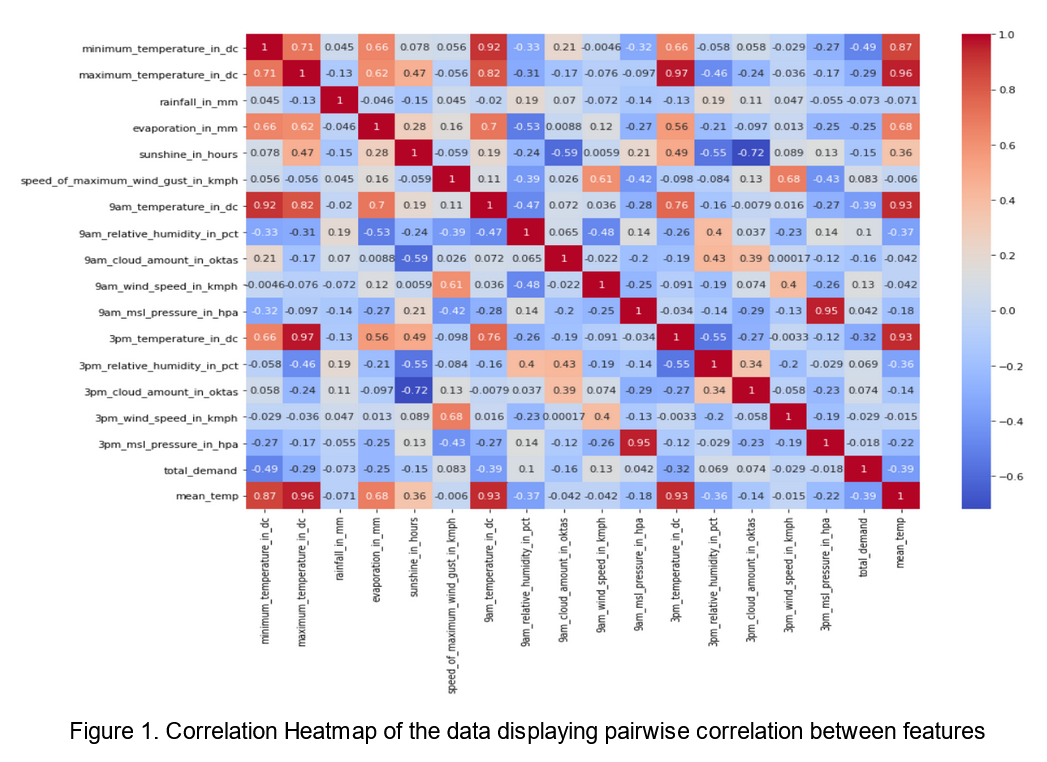 minimum_temperature_in_dc 1 0.71 0.045 0.66 0.078 0.056 0.92 -0.33 0.21 -0.0046 -0.32 0.66 -0.058 0.058 -0.029 -0.27 -0.49 0.87 1.0
maximum_temperature_in_dc 0.71 1 -0.13 0.62 0.47 -0.056 0.82 -0.31 -0.17 -0.076 -0.097 0.97 -0.46 -0.24 -0.036 -0.17 -0.29 0.96
rainfall_in_mm 0.045 -0.13 1 -0.046 -0.15 0.045 -0.02 0.19 0.07 -0.072 -0.14 -0.13 0.19 0.11 0.047 -0.055 -0.073 -0.071 0.8
evaporation_in_mm 0.66 0.62 -0.046 1 0.28 0.16 0.7 -0.53 0.0088 0.12 -0.27 0.56 -0.21 -0.097 0.013 -0.25 -0.25 0.68
sunshine_in_hours 0.078 0.47 -0.15 0.28 1 -0.059 0.19 -0.24 -0.59 0.0059 0.21 0.49 -0.55 -0.72 0.089 0.13 -0.15 0.36 0.6
speed_of_maximum_wind_gust_in_kmph 0.056 -0.056 0.045 0.16 -0.059 1 0.11 -0.39 0.026 0.61 -0.42 -0.098 -0.084 0.13 0.68 -0.43 0.083 -0.006
9am_temperature_in_dc 0.92 0.82 -0.02 0.7 0.19 0.11 1 -0.47 0.072 0.036 -0.28 0.76 -0.16 -0.0079 0.016 -0.27 -0.39 0.93 0.4
9am_relative_humidity_in_pct -0.33 -0.31 0.19 -0.53 -0.24 -0.39 -0.47 1 0.065 -0.48 0.14 -0.26 0.4 0.037 -0.23 0.14 0.1 -0.37
9am_cloud_amount_in_oktas 0.21 -0.17 0.07 0.0088 -0.59 0.026 0.072 0.065 1 -0.022 -0.2 -0.19 0.43 0.39 0.00017 -0.12 -0.16 -0.042 0.2
9am_wind_speed_in_kmph -0.0046 -0.076 -0.072 0.12 0.0059 0.61 0.036 -0.48 -0.022 1 -0.25 -0.091 -0.19 0.074 0.4 -0.26 0.13 -0.042
9am_msl_pressure_in_hpa -0.32 -0.097 -0.14 -0.27 0.21 -0.42 -0.28 0.14 -0.2 -0.25 1 -0.034 -0.14 -0.29 -0.13 0.95 0.042 -0.18 0.0
3pm_temperature_in_dc 0.66 0.97 -0.13 0.56 0.49 -0.098 0.76 -0.26 -0.19 -0.091 -0.034 1 -0.55 -0.27 -0.0033 -0.12 -0.32 0.93
3pm_relative_humidity_in_pct -0.058 -0.46 0.19 -0.21 -0.55 -0.084 -0.16 0.4 0.43 -0.19 -0.14 -0.55 1 0.34 -0.2 -0.029 0.069 -0.36 −0.2
3pm_cloud_amount_in_oktas 0.058 -0.24 0.11 -0.097 -0.72 0.13 -0.0079 0.037 0.39 0.074 -0.29 -0.27 0.34 1 -0.058 -0.23 0.074 -0.14
3pm_wind_speed_in_kmph -0.029 -0.036 0.047 0.013 0.089 0.68 0.016 -0.23 0.00017 0.4 -0.13 -0.0033 -0.2 -0.058 1 -0.19 -0.029 -0.015 −0.4
3pm_msl_pressure_in_hpa -0.27 -0.17 -0.055 -0.25 0.13 -0.43 -0.27 0.14 -0.12 -0.26 0.95 -0.12 -0.029 -0.23 -0.19 1 -0.018 -0.22
total_demand -0.49 -0.29 -0.073 -0.25 -0.15 0.083 -0.39 0.1 -0.16 0.13 0.042 -0.32 0.069 0.074 -0.029 -0.018 1 -0.39 −0.6
mean_temp 0.87 0.96 -0.071 0.68 0.36 -0.006 0.93 -0.37 -0.042 -0.042 -0.18 0.93 -0.36 -0.14 -0.015 -0.22 -0.39 1
minimum_temperature_in_dc
maximum_temperature_in_dc
rainfall_in_mm
evaporation_in_mm
sunshine_in_hours
speed_of_maximum_wind_gust_in_kmph
9am_temperature_in_dc
9am_relative_humidity_in_pct
9am_cloud_amount_in_oktas
9am_wind_speed_in_kmph
9am_msl_pressure_in_hpa
3pm_temperature_in_dc
3pm_relative_humidity_in_pct
3pm_cloud_amount_in_oktas
3pm_wind_speed_in_kmph
3pm_msl_pressure_in_hpa
total_demand
mean_temp
Figure 1. Correlation Heatmap of the data displaying pairwise correlation between features